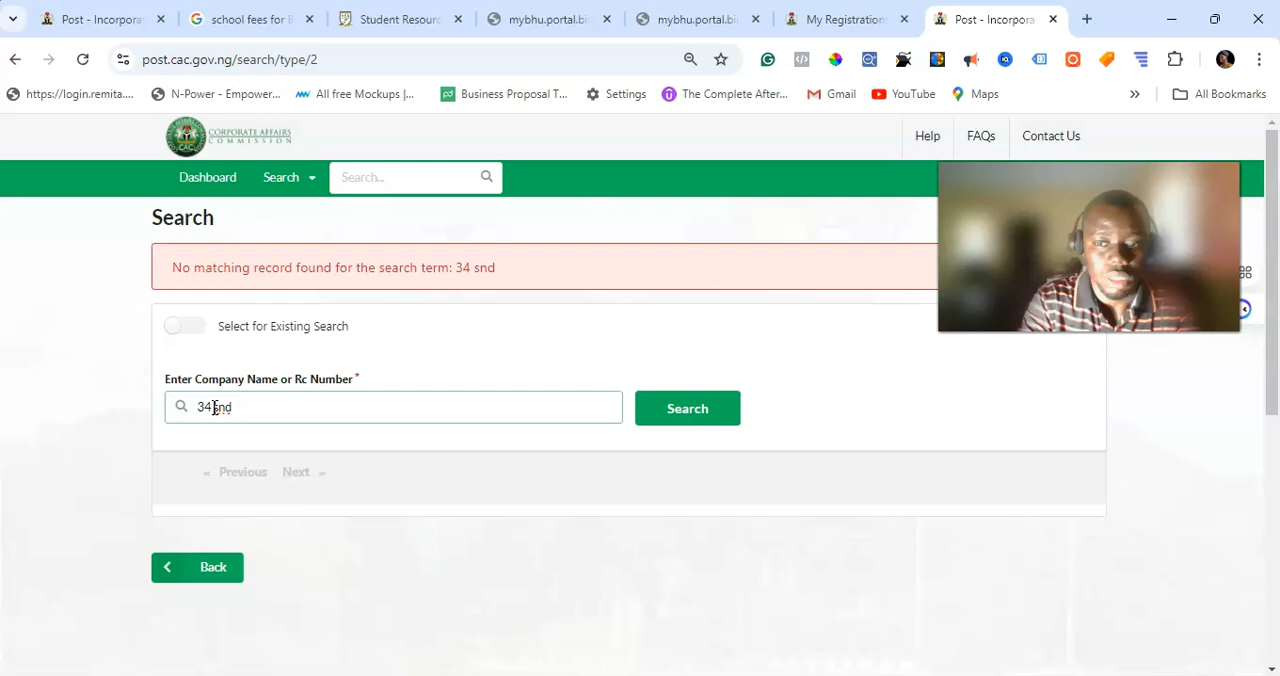 Post - Incorpora
school fees for B
Student Resour
mybhu.portal.bi
mybhu.portal.bi
My Registrations
Post - Incorpora
post.cac.gov.ng/search/type/2
https://login.remita....
N-Power - Empower...
All free Mockups |...
Business Proposal T...
Settings
The Complete After...
Gmail
YouTube
Maps
All Bookmarks
CORPORATE AFFAIRS
COMMISSION
Help
FAQs
Contact Us
Dashboard
Search
Search...
Search
No matching record found for the search term: 34 snd
Select for Existing Search
Enter Company Name or Rc Number *
34 snd
Search
« Previous Next »
Back